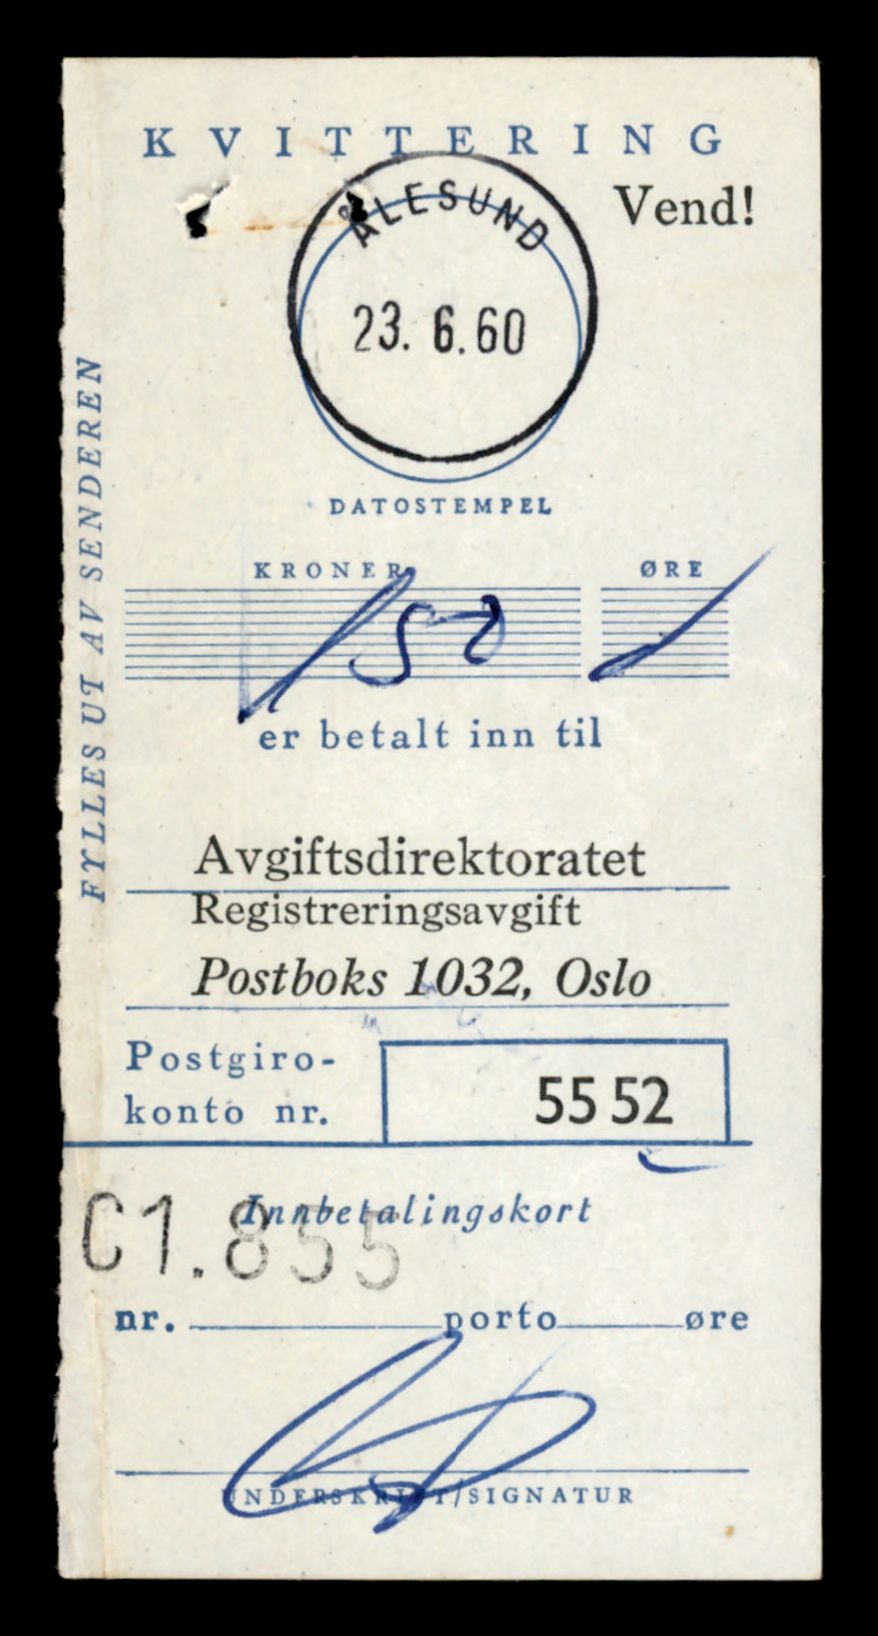 KVITTERING
Vend!
ÅLESUND
23. 6. 60
DATOSTEMPEL
FYLLES UT AV SENDEREN
KRONER ØRE
150 /
er betalt inn til
Avgiftsdirektoratet
Registreringsavgift
Postboks 1032, Oslo
Postgiro-
konto nr.
55 52
Innbetalingskort
C1.855
nr. porto øre
UNDERSKRIFT/SIGNATUR